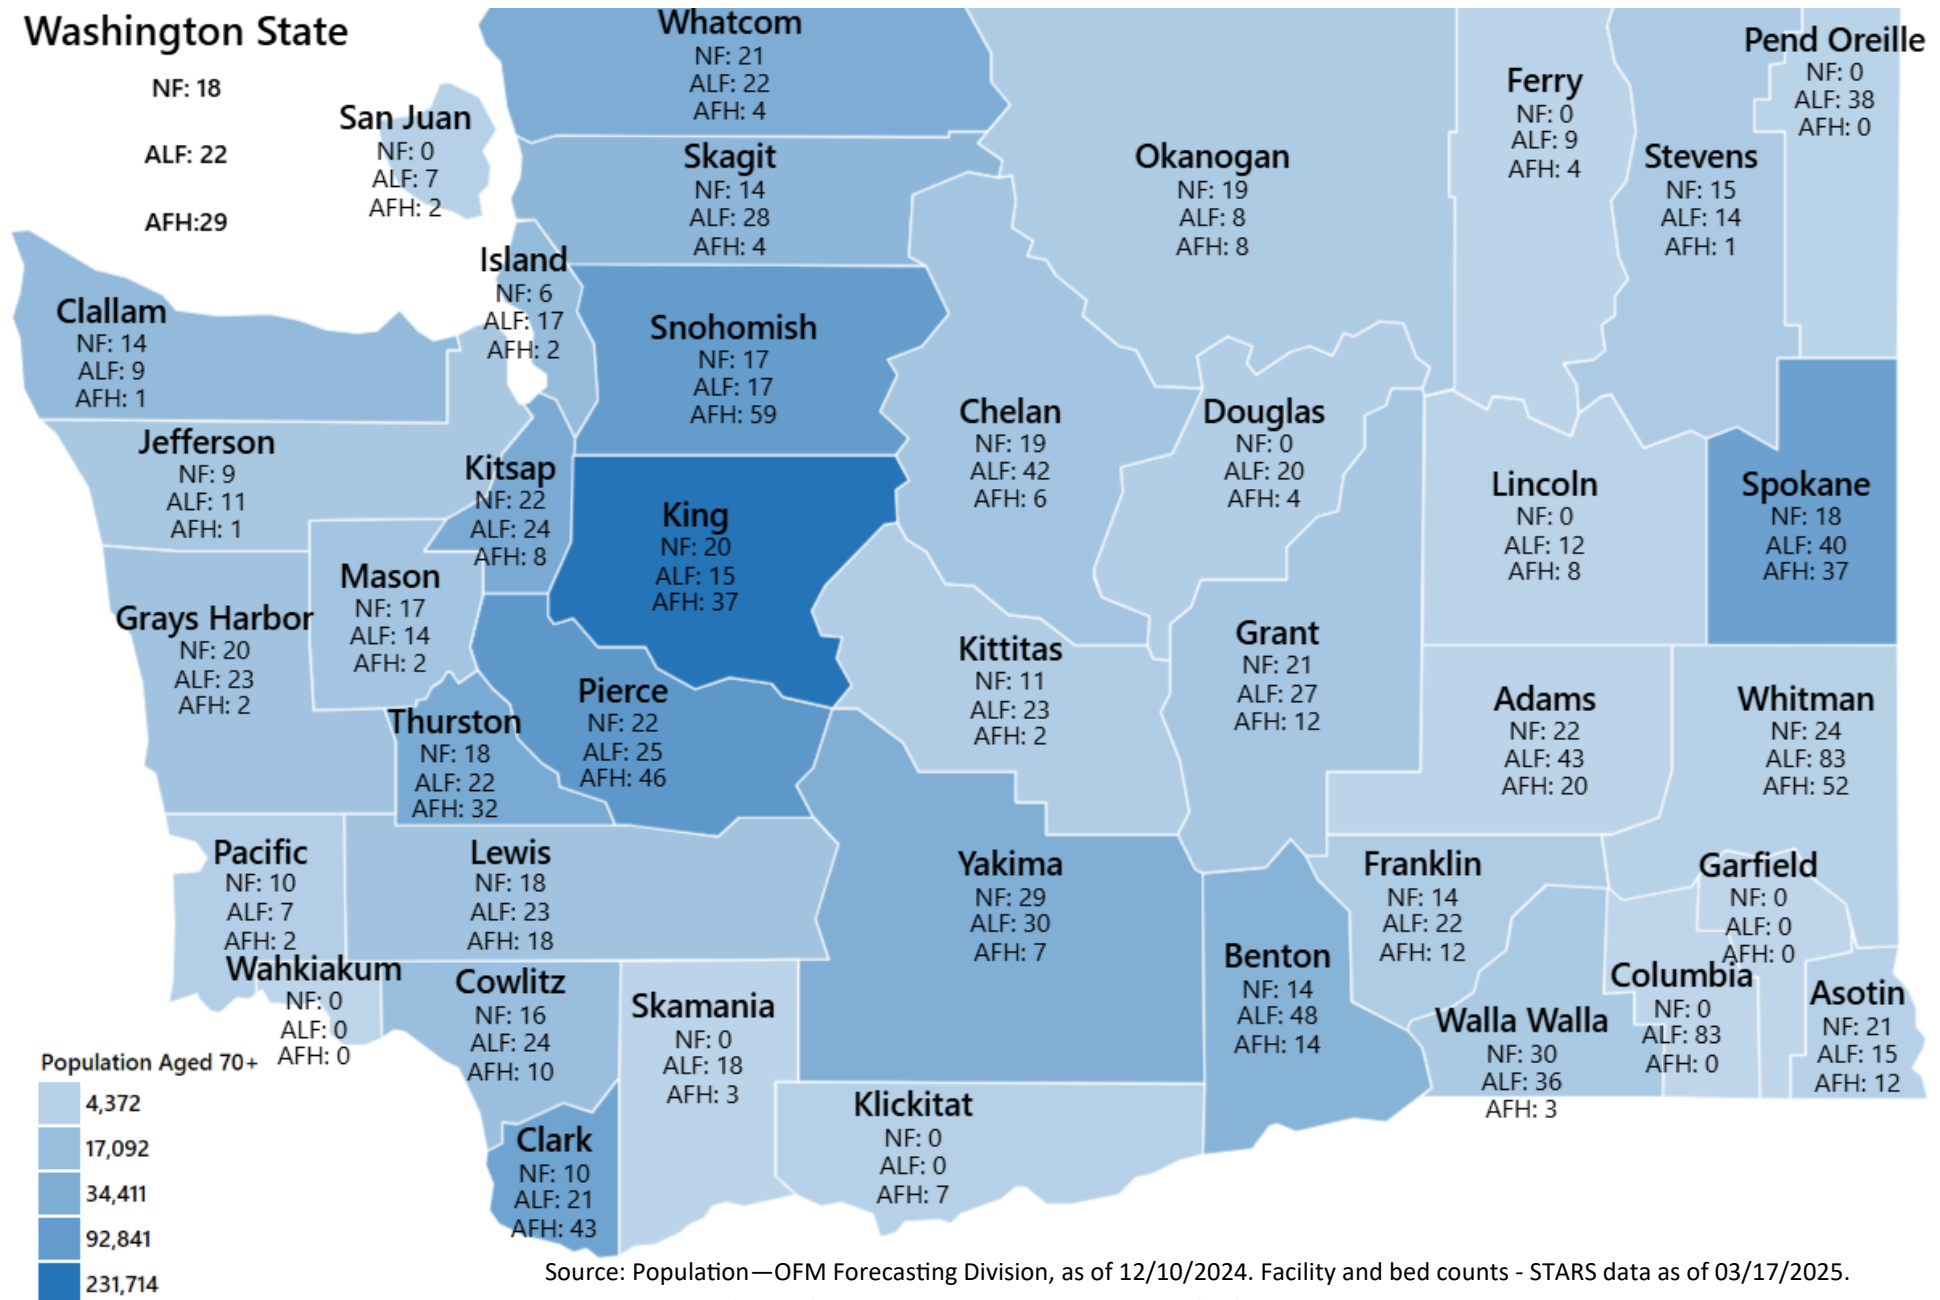 Washington State
NF: 18
ALF: 22
AFH:29
San Juan
NF: 0
ALF: 7
AFH: 2
Whatcom
NF: 21
ALF: 22
AFH: 4
Skagit
NF: 14
ALF: 28
AFH: 4
Okanogan
NF: 19
ALF: 8
AFH: 8
Ferry
NF: 0
ALF: 9
AFH: 4
Stevens
NF: 15
ALF: 14
AFH: 1
Pend Oreille
NF: 0
ALF: 38
AFH: 0
Island
NF: 6
ALF: 17
AFH: 2
Clallam
NF: 14
ALF: 9
AFH: 1
Snohomish
NF: 17
ALF: 17
AFH: 59
Jefferson
NF: 9
ALF: 11
AFH: 1
Kitsap
NF: 22
ALF: 24
AFH: 8
King
NF: 20
ALF: 15
AFH: 37
Chelan
NF: 19
ALF: 42
AFH: 6
Douglas
NF: 0
ALF: 20
AFH: 4
Lincoln
NF: 0
ALF: 12
AFH: 8
Spokane
NF: 18
ALF: 40
AFH: 37
Grays Harbor
NF: 20
ALF: 23
AFH: 2
Mason
NF: 17
ALF: 14
AFH: 2
Thurston
NF: 18
ALF: 22
AFH: 32
Pierce
NF: 22
ALF: 25
AFH: 46
Kittitas
NF: 11
ALF: 23
AFH: 2
Grant
NF: 21
ALF: 27
AFH: 12
Adams
NF: 22
ALF: 43
AFH: 20
Whitman
NF: 24
ALF: 83
AFH: 52
Pacific
NF: 10
ALF: 7
AFH: 2
Lewis
NF: 18
ALF: 23
AFH: 18
Yakima
NF: 29
ALF: 30
AFH: 7
Benton
NF: 14
ALF: 48
AFH: 14
Franklin
NF: 14
ALF: 22
AFH: 12
Garfield
NF: 0
ALF: 0
AFH: 0
Wahkiakum
NF: 0
ALF: 0
AFH: 0
Cowlitz
NF: 16
ALF: 24
AFH: 10
Skamania
NF: 0
ALF: 18
AFH: 3
Walla Walla
NF: 30
ALF: 36
AFH: 3
Columbia
NF: 0
ALF: 83
AFH: 0
Asotin
NF: 21
ALF: 15
AFH: 12
Clark
NF: 10
ALF: 21
AFH: 43
Klickitat
NF: 0
ALF: 0
AFH: 7
Population Aged 70+
4,372
17,092
34,411
92,841
231,714
Source: Population—OFM Forecasting Division, as of 12/10/2024. Facility and bed counts - STARS data as of 03/17/2025.